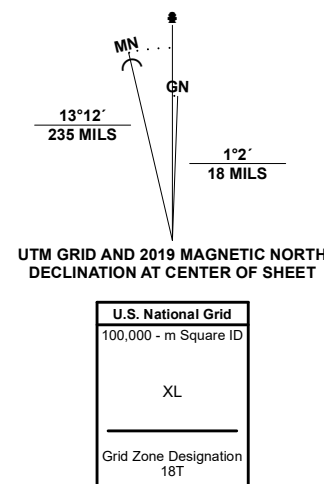 MN
GN
13°12´
235 MILS
1°2´
18 MILS
UTM GRID AND 2019 MAGNETIC NORTH
DECLINATION AT CENTER OF SHEET
U.S. National Grid
100,000 - m Square ID
XL
Grid Zone Designation
18T